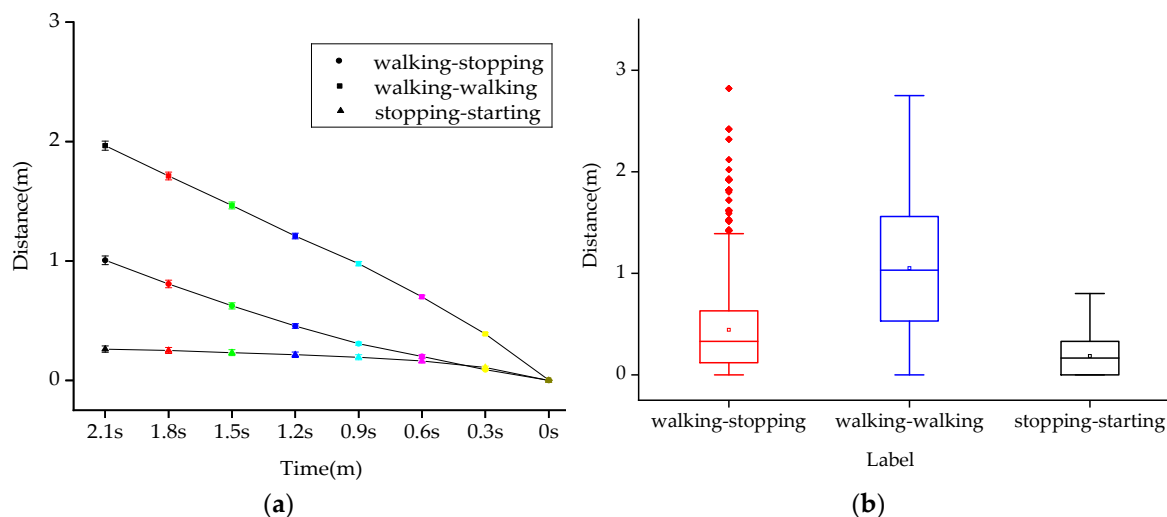 3
2
1
0
Distance(m)
walking-stopping
walking-walking
stopping-starting
2.1s 1.8s 1.5s 1.2s 0.9s 0.6s 0.3s 0s
Time(m)
(a)
3
2
1
0
Distance(m)
walking-stopping walking-walking stopping-starting
Label
(b)